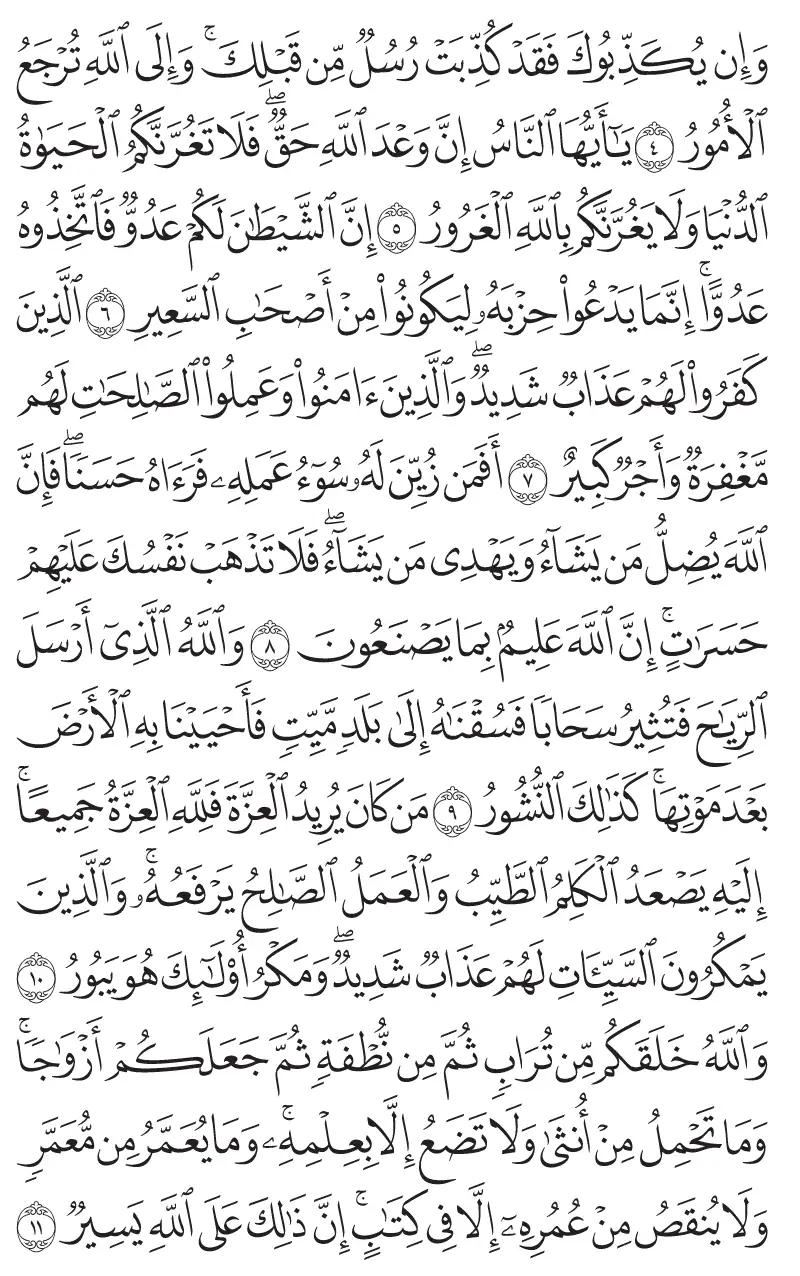 وَإِن يُكَذِّبُوكَ فَقَدْ كُذِّبَتْ رُسُلٌ مِّن قَبْلِكَ ۚ وَإِلَى ٱللَّهِ تُرْجَعُ
ٱلْأُمُورُ ٤ يَـٰٓأَيُّهَا ٱلنَّاسُ إِنَّ وَعْدَ ٱللَّهِ حَقٌّ ۖ فَلَا تَغُرَّنَّكُمُ ٱلْحَيَوٰةُ
ٱلدُّنْيَا وَلَا يَغُرَّنَّكُم بِٱللَّهِ ٱلْغَرُورُ ٥ إِنَّ ٱلشَّيْطَـٰنَ لَكُمْ عَدُوٌّ فَٱتَّخِذُوهُ
عَدُوًّا ۚ إِنَّمَا يَدْعُوا۟ حِزْبَهُۥ لِيَكُونُوا۟ مِنْ أَصْحَـٰبِ ٱلسَّعِيرِ ٦ ٱلَّذِينَ
كَفَرُوا۟ لَهُمْ عَذَابٌ شَدِيدٌ ۖ وَٱلَّذِينَ ءَامَنُوا۟ وَعَمِلُوا۟ ٱلصَّـٰلِحَـٰتِ لَهُم
مَّغْفِرَةٌ وَأَجْرٌ كَبِيرٌ ٧ أَفَمَن زُيِّنَ لَهُۥ سُوٓءُ عَمَلِهِۦ فَرَءَاهُ حَسَنًا ۖ فَإِنَّ
ٱللَّهَ يُضِلُّ مَن يَشَآءُ وَيَهْدِى مَن يَشَآءُ ۖ فَلَا تَذْهَبْ نَفْسُكَ عَلَيْهِمْ
حَسَرَٰتٍ ۚ إِنَّ ٱللَّهَ عَلِيمٌۢ بِمَا يَصْنَعُونَ ٨ وَٱللَّهُ ٱلَّذِىٓ أَرْسَلَ
ٱلرِّيَـٰحَ فَتُثِيرُ سَحَابًا فَسُقْنَـٰهُ إِلَىٰ بَلَدٍ مَّيِّتٍ فَأَحْيَيْنَا بِهِ ٱلْأَرْضَ
بَعْدَ مَوْتِهَا ۚ كَذَٰلِكَ ٱلنُّشُورُ ٩ مَن كَانَ يُرِيدُ ٱلْعِزَّةَ فَلِلَّهِ ٱلْعِزَّةُ جَمِيعًا ۚ
إِلَيْهِ يَصْعَدُ ٱلْكَلِمُ ٱلطَّيِّبُ وَٱلْعَمَلُ ٱلصَّـٰلِحُ يَرْفَعُهُۥ ۚ وَٱلَّذِينَ
يَمْكُرُونَ ٱلسَّيِّـَٔاتِ لَهُمْ عَذَابٌ شَدِيدٌ ۖ وَمَكْرُ أُو۟لَـٰٓئِكَ هُوَ يَبُورُ ١٠
وَٱللَّهُ خَلَقَكُم مِّن تُرَابٍ ثُمَّ مِن نُّطْفَةٍ ثُمَّ جَعَلَكُمْ أَزْوَٰجًا ۚ
وَمَا تَحْمِلُ مِنْ أُنثَىٰ وَلَا تَضَعُ إِلَّا بِعِلْمِهِۦ ۚ وَمَا يُعَمَّرُ مِن مُّعَمَّرٍ
وَلَا يُنقَصُ مِنْ عُمُرِهِۦٓ إِلَّا فِى كِتَـٰبٍ ۚ إِنَّ ذَٰلِكَ عَلَى ٱللَّهِ يَسِيرٌ ١١